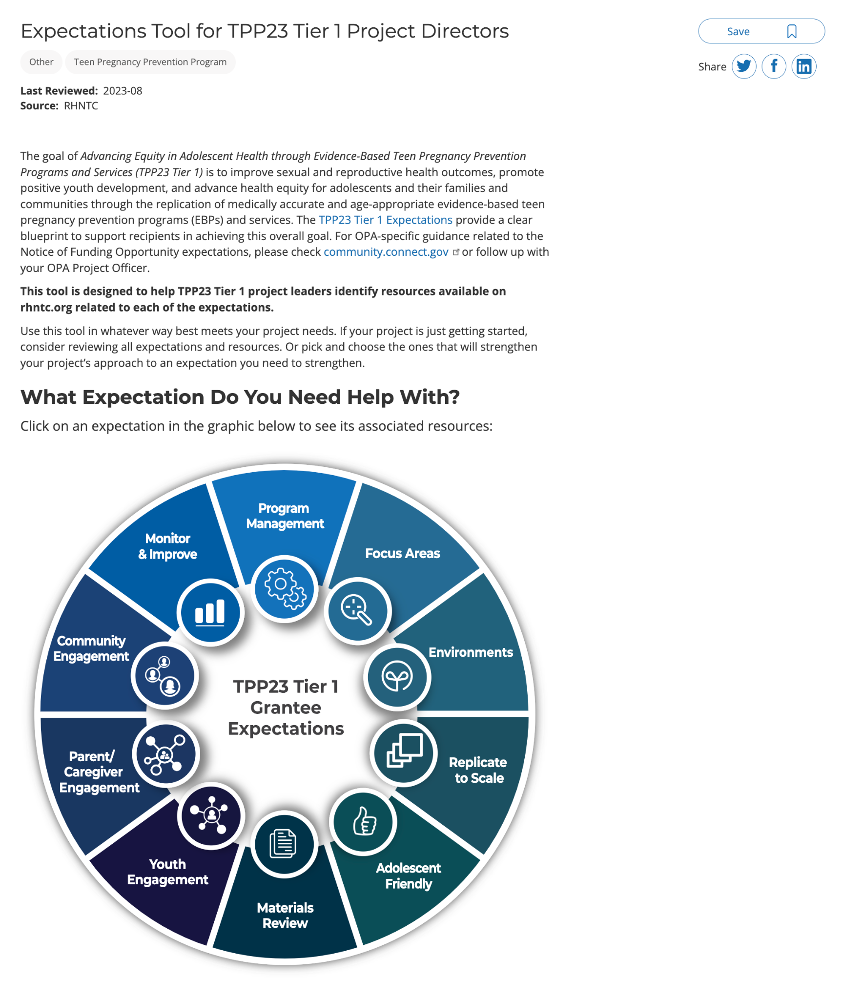 Expectations Tool for TPP23 Tier 1 Project Directors
Save
Other
Teen Pregnancy Prevention Program
Share
Last Reviewed: 2023-08
Source: RHNTC
The goal of Advancing Equity in Adolescent Health through Evidence-Based Teen Pregnancy Prevention
Programs and Services (TPP23 Tier 1) is to improve sexual and reproductive health outcomes, promote
positive youth development, and advance health equity for adolescents and their families and
communities through the replication of medically accurate and age-appropriate evidence-based teen
pregnancy prevention programs (EBPs) and services. The TPP23 Tier 1 Expectations provide a clear
blueprint to support recipients in achieving this overall goal. For OPA-specific guidance related to the
Notice of Funding Opportunity expectations, please check community.connect.gov or follow up with
your OPA Project Officer.
This tool is designed to help TPP23 Tier 1 project leaders identify resources available on
rhntc.org related to each of the expectations.
Use this tool in whatever way best meets your project needs. If your project is just getting started,
consider reviewing all expectations and resources. Or pick and choose the ones that will strengthen
your project’s approach to an expectation you need to strengthen.
What Expectation Do You Need Help With?
Click on an expectation in the graphic below to see its associated resources:
Program
Management
Focus Areas
Environments
Replicate
to Scale
Adolescent
Friendly
Materials
Review
Youth
Engagement
Parent/
Caregiver
Engagement
Community
Engagement
Monitor
& Improve
TPP23 Tier 1
Grantee
Expectations